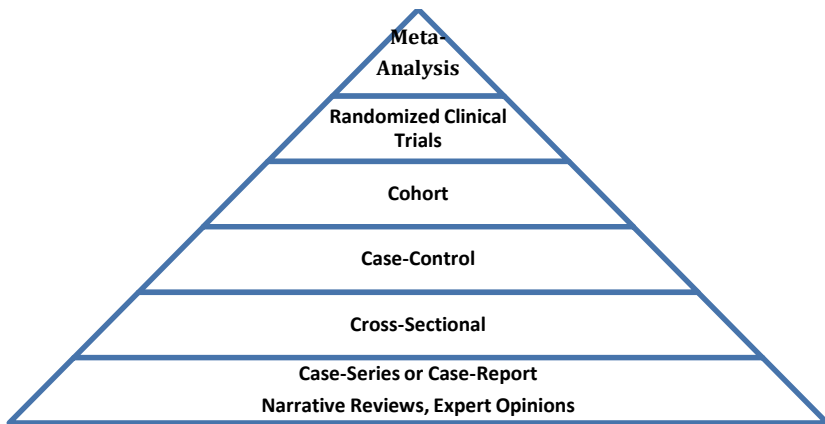 Meta-
Analysis
Randomized Clinical
Trials
Cohort
Case-Control
Cross-Sectional
Case-Series or Case-Report
Narrative Reviews, Expert Opinions